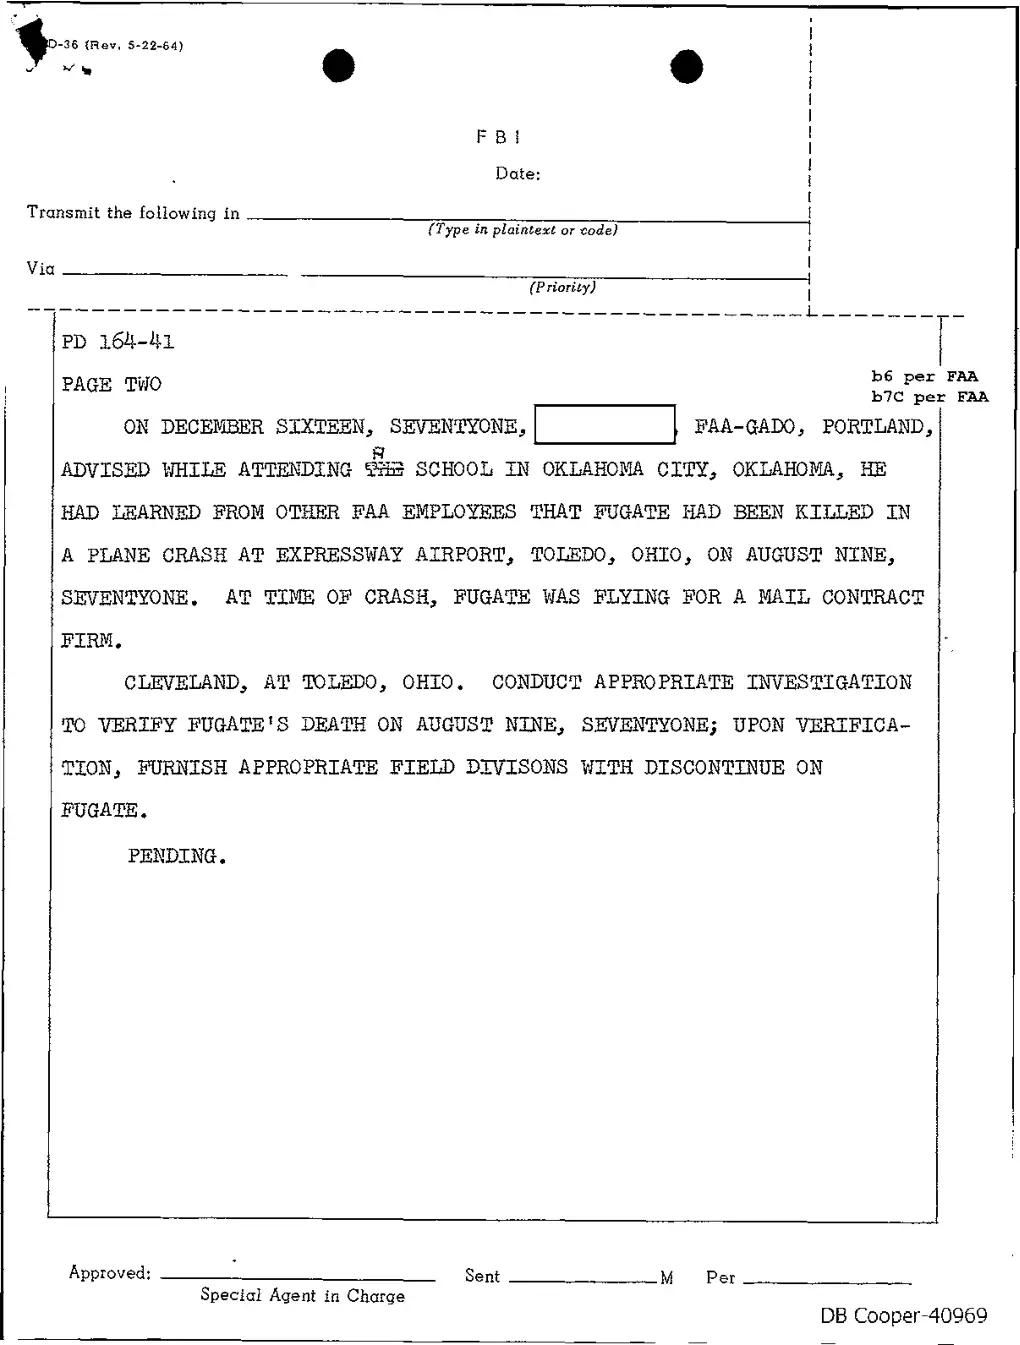 D-36 (Rev. 5-22-64)
F B I
Date:
Transmit the following in
(Type in plaintext or code)
Via
(Priority)
PD 164-41
PAGE TWO
b6 per FAA
b7C per FAA
ON DECEMBER SIXTEEN, SEVENTYONE, , FAA-GADO, PORTLAND,
A
ADVISED WHILE ATTENDING THE SCHOOL IN OKLAHOMA CITY, OKLAHOMA, HE
HAD LEARNED FROM OTHER FAA EMPLOYEES THAT FUGATE HAD BEEN KILLED IN
A PLANE CRASH AT EXPRESSWAY AIRPORT, TOLEDO, OHIO, ON AUGUST NINE,
SEVENTYONE. AT TIME OF CRASH, FUGATE WAS FLYING FOR A MAIL CONTRACT
FIRM.
CLEVELAND, AT TOLEDO, OHIO. CONDUCT APPROPRIATE INVESTIGATION
TO VERIFY FUGATE'S DEATH ON AUGUST NINE, SEVENTYONE; UPON VERIFICA-
TION, FURNISH APPROPRIATE FIELD DIVISONS WITH DISCONTINUE ON
FUGATE.
PENDING.
Approved: Sent M Per
Special Agent in Charge
DB Cooper-40969